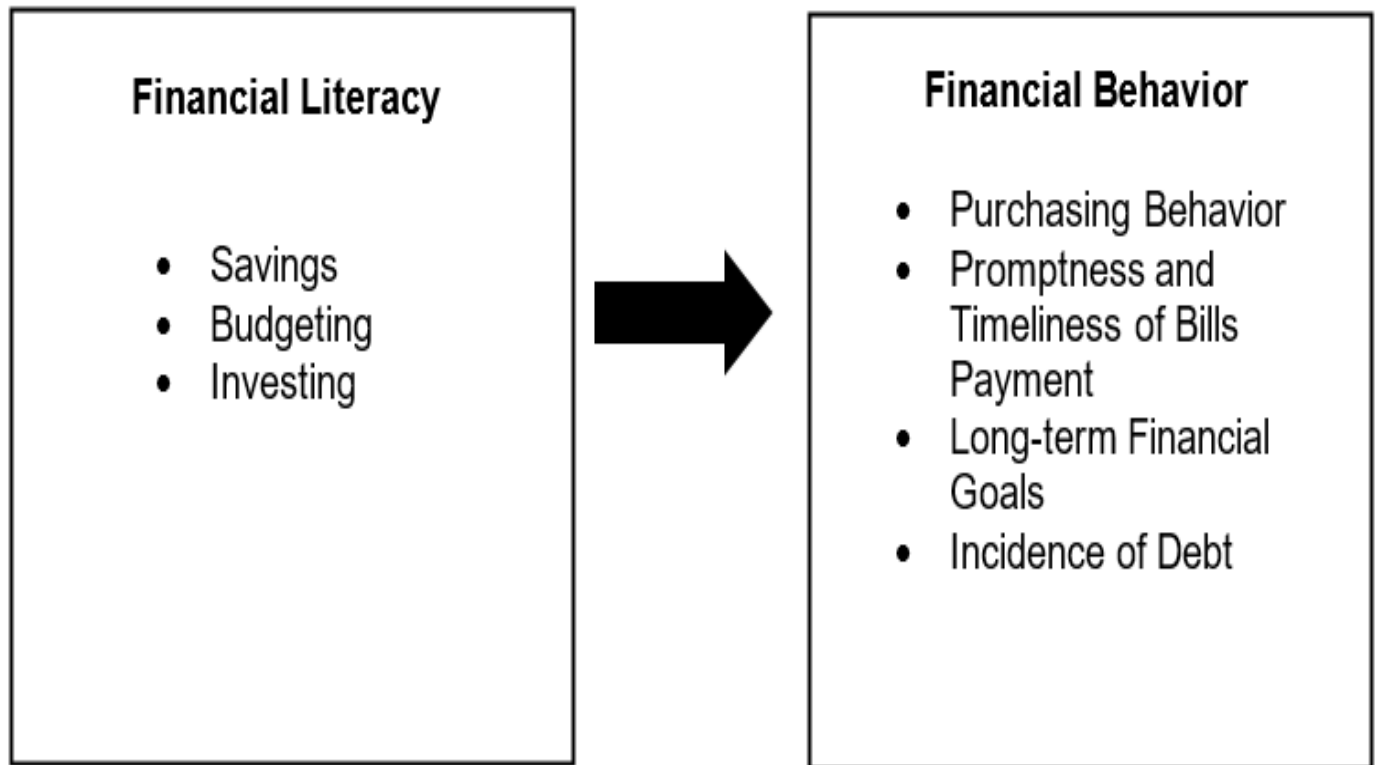 Financial Literacy
• Savings
• Budgeting
• Investing
Financial Behavior
• Purchasing Behavior
• Promptness and
Timeliness of Bills
Payment
• Long-term Financial
Goals
• Incidence of Debt